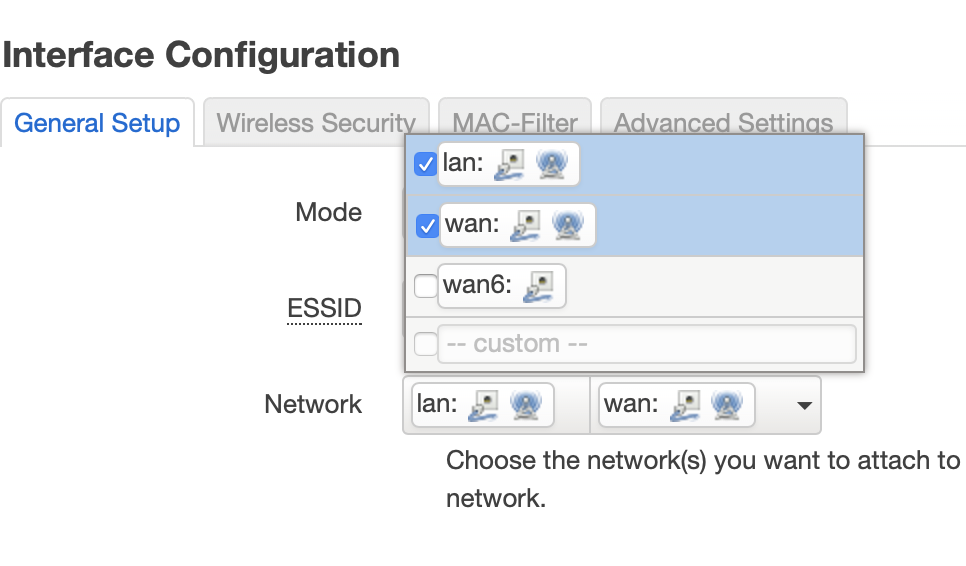 Interface Configuration
General Setup
Wireless Security
MAC-Filter
Advanced Settings
lan:
Mode
wan:
wan6:
ESSID
-- custom --
Network
lan:
wan:
Choose the network(s) you want to attach to
network.